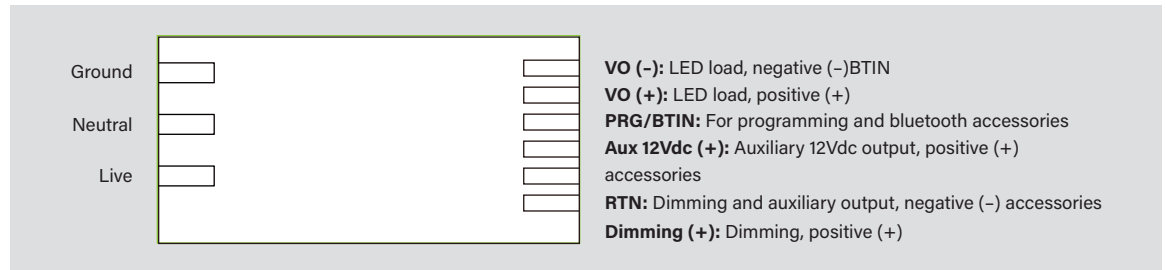 Ground
Neutral
Live
VO (–): LED load, negative (–)BTIN
VO (+): LED load, positive (+)
PRG/BTIN: For programming and bluetooth accessories
Aux 12Vdc (+): Auxiliary 12Vdc output, positive (+)
accessories
RTN: Dimming and auxiliary output, negative (–) accessories
Dimming (+): Dimming, positive (+)